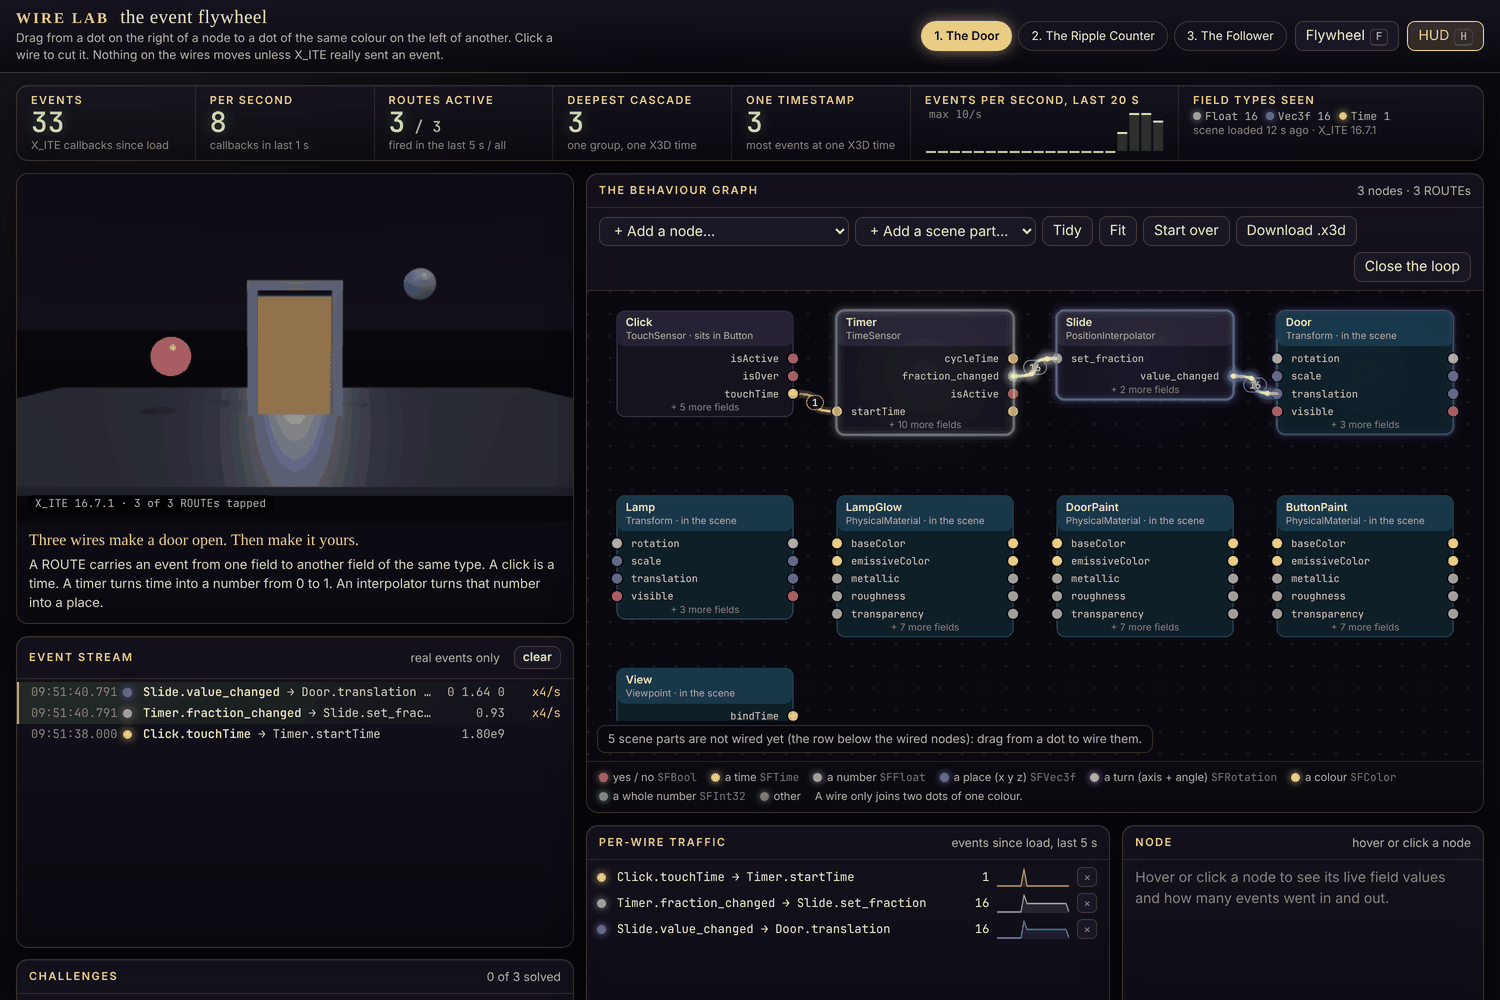 WIRE LAB the event flywheel
Drag from a dot on the right of a node to a dot of the same colour on the left of another. Click a
wire to cut it. Nothing on the wires moves unless X_ITE really sent an event.
1. The Door
2. The Ripple Counter
3. The Follower
Flywheel F
HUD H
EVENTS
33
X_ITE callbacks since load
PER SECOND
8
callbacks in last 1 s
ROUTES ACTIVE
3 / 3
fired in the last 5 s / all
DEEPEST CASCADE
3
one group, one X3D time
ONE TIMESTAMP
3
most events at one X3D time
EVENTS PER SECOND, LAST 20 S
max 10/s
FIELD TYPES SEEN
Float 16 Vec3f 16 Time 1
scene loaded 12 s ago · X_ITE 16.7.1
X_ITE 16.7.1 · 3 of 3 ROUTEs tapped
Three wires make a door open. Then make it yours.
A ROUTE carries an event from one field to another field of the same type. A click is a
time. A timer turns time into a number from 0 to 1. An interpolator turns that number
into a place.
EVENT STREAM
real events only
clear
09:51:40.791 Slide.value_changed → Door.translation … 0 1.64 0 x4/s
09:51:40.791 Timer.fraction_changed → Slide.set_frac… 0.93 x4/s
09:51:38.000 Click.touchTime → Timer.startTime 1.80e9
CHALLENGES
0 of 3 solved
THE BEHAVIOUR GRAPH
3 nodes · 3 ROUTEs
+ Add a node...
+ Add a scene part...
Tidy
Fit
Start over
Download .x3d
Close the loop
Click
TouchSensor · sits in Button
isActive
isOver
touchTime
+ 5 more fields
1
Timer
TimeSensor
cycleTime
fraction_changed
isActive
startTime
+ 10 more fields
16
Slide
PositionInterpolator
set_fraction
value_changed
+ 2 more fields
16
Door
Transform · in the scene
rotation
scale
translation
visible
+ 3 more fields
Lamp
Transform · in the scene
rotation
scale
translation
visible
+ 3 more fields
LampGlow
PhysicalMaterial · in the scene
baseColor
emissiveColor
metallic
roughness
transparency
+ 7 more fields
DoorPaint
PhysicalMaterial · in the scene
baseColor
emissiveColor
metallic
roughness
transparency
+ 7 more fields
ButtonPaint
PhysicalMaterial · in the scene
baseColor
emissiveColor
metallic
roughness
transparency
+ 7 more fields
View
Viewpoint · in the scene
bindTime
5 scene parts are not wired yet (the row below the wired nodes): drag from a dot to wire them.
yes / no SFBool a time SFTime a number SFFloat a place (x y z) SFVec3f a turn (axis + angle) SFRotation a colour SFColor
a whole number SFInt32 other A wire only joins two dots of one colour.
PER-WIRE TRAFFIC
events since load, last 5 s
Click.touchTime → Timer.startTime 1 ×
Timer.fraction_changed → Slide.set_fraction 16 ×
Slide.value_changed → Door.translation 16 ×
NODE
hover or click a node
Hover or click a node to see its live field values
and how many events went in and out.